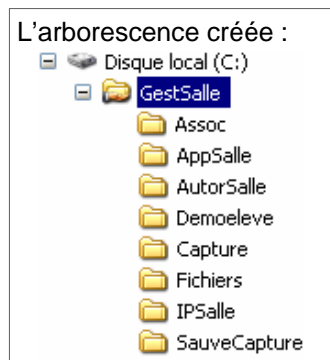 L'arborescence créée :
Disque local (C:)
GestSalle
Assoc
AppSalle
AutorSalle
Demoeleve
Capture
Fichiers
IPSalle
SauveCapture